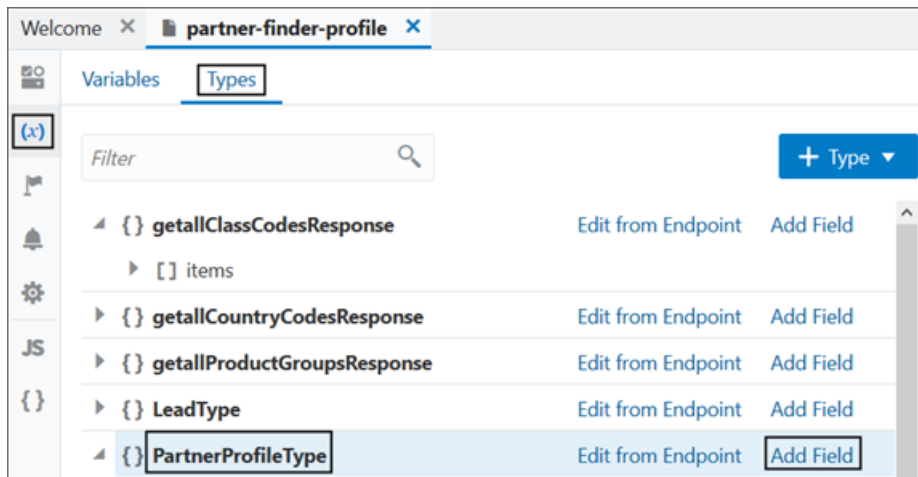 Welcome × partner-finder-profile ×
Variables Types
(x)
Filter + Type
{ } getallClassCodesResponse Edit from Endpoint Add Field
[ ] items
{ } getallCountryCodesResponse Edit from Endpoint Add Field
JS { } getallProductGroupsResponse Edit from Endpoint Add Field
{ } { } LeadType Edit from Endpoint Add Field
{ } PartnerProfileType Edit from Endpoint Add Field